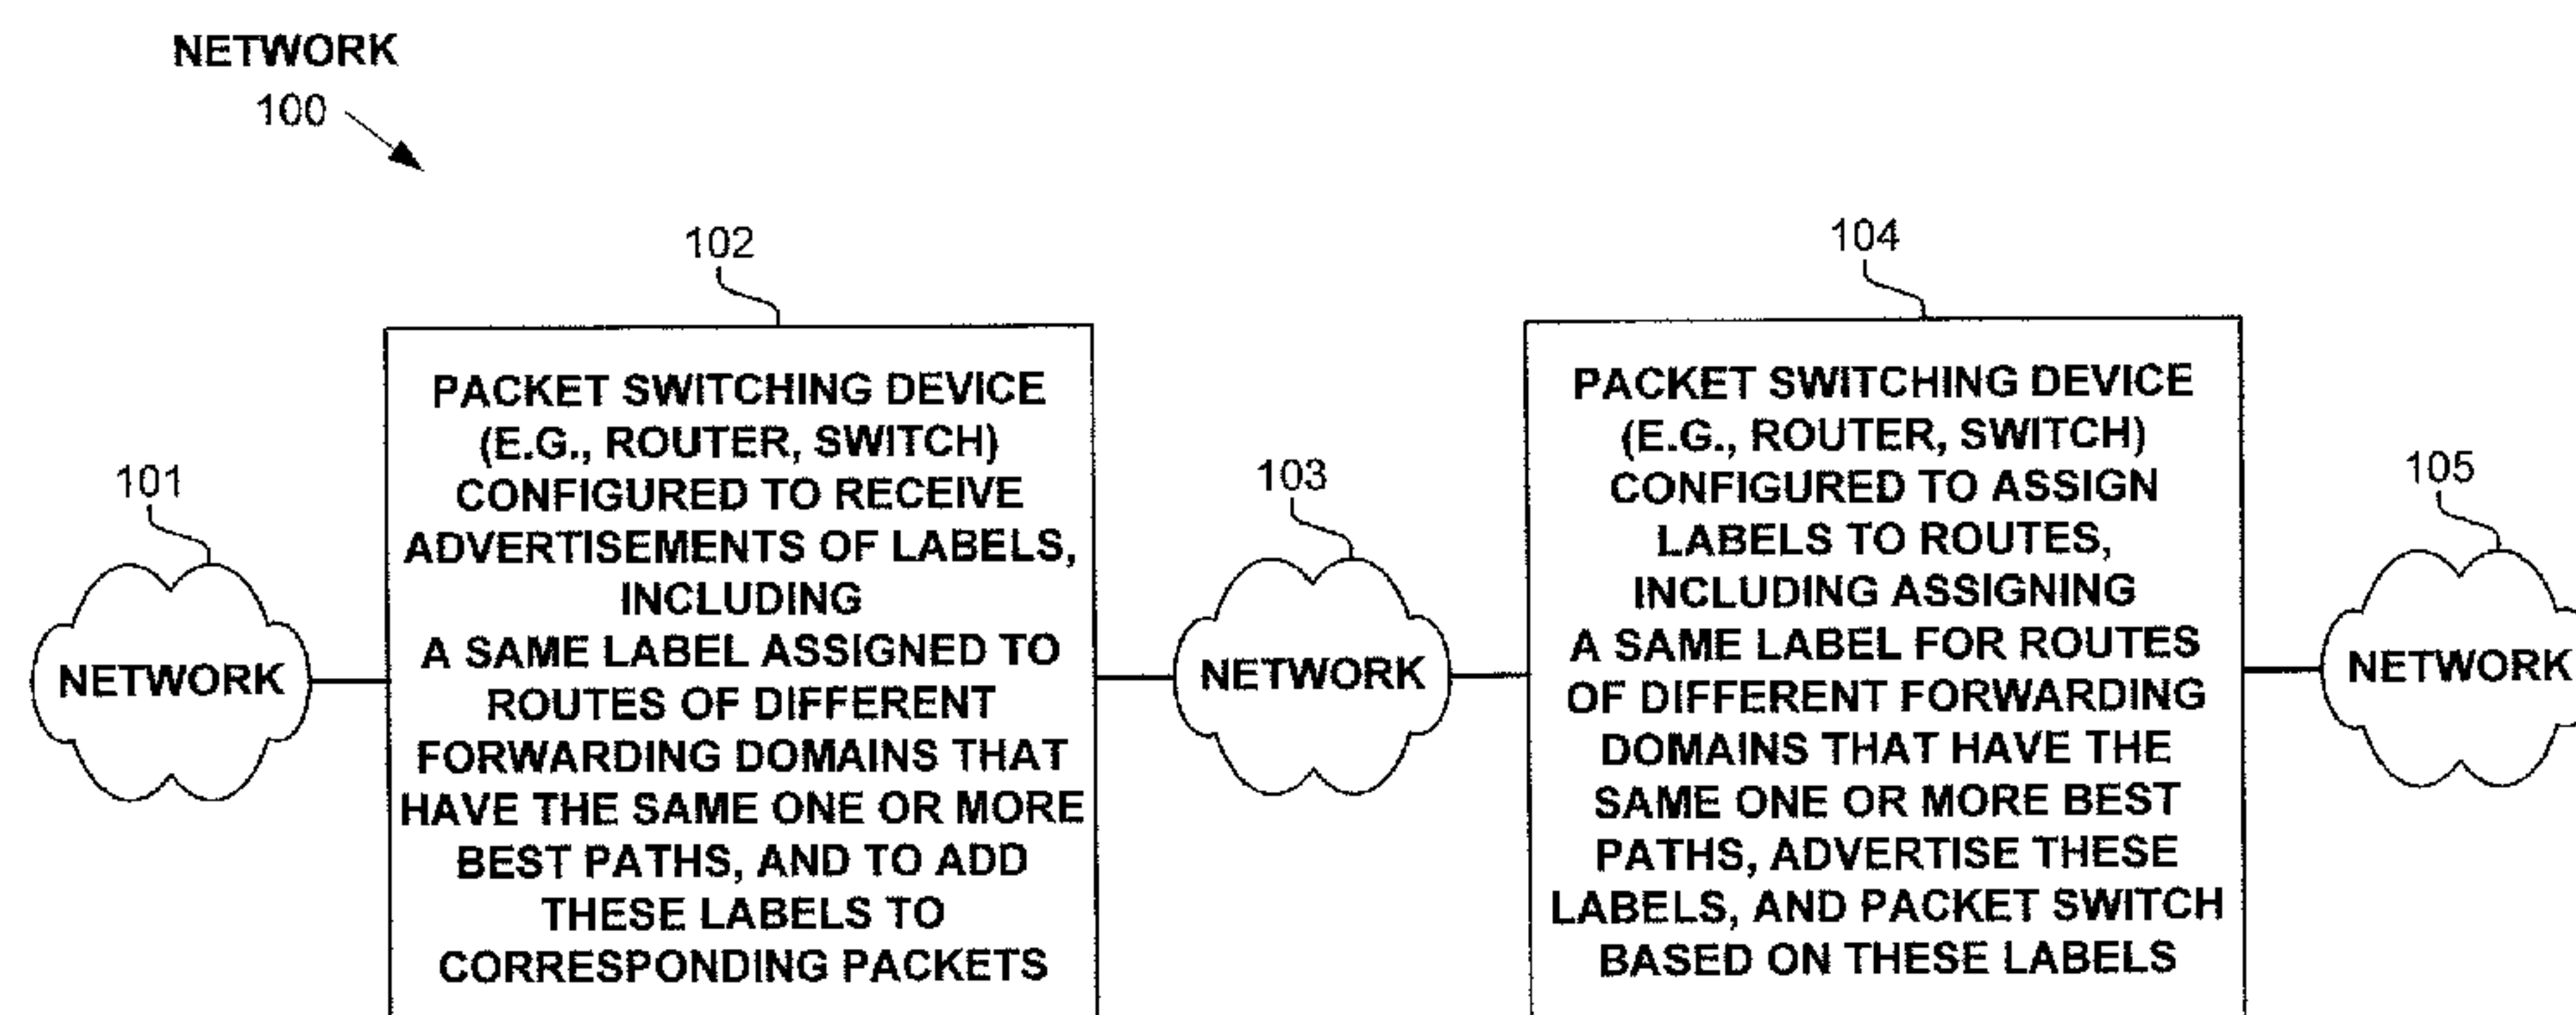 NETWORK
100
102
PACKET SWITCHING DEVICE
(E.G., ROUTER, SWITCH)
CONFIGURED TO RECEIVE
ADVERTISEMENTS OF LABELS,
INCLUDING
A SAME LABEL ASSIGNED TO
ROUTES OF DIFFERENT
FORWARDING DOMAINS THAT
HAVE THE SAME ONE OR MORE
BEST PATHS, AND TO ADD
THESE LABELS TO
CORRESPONDING PACKETS
104
PACKET SWITCHING DEVICE
(E.G., ROUTER, SWITCH)
CONFIGURED TO ASSIGN
LABELS TO ROUTES,
INCLUDING ASSIGNING
A SAME LABEL FOR ROUTES
OF DIFFERENT FORWARDING
DOMAINS THAT HAVE THE
SAME ONE OR MORE BEST
PATHS, ADVERTISE THESE
LABELS, AND PACKET SWITCH
BASED ON THESE LABELS
101
NETWORK
103
NETWORK
105
NETWORK